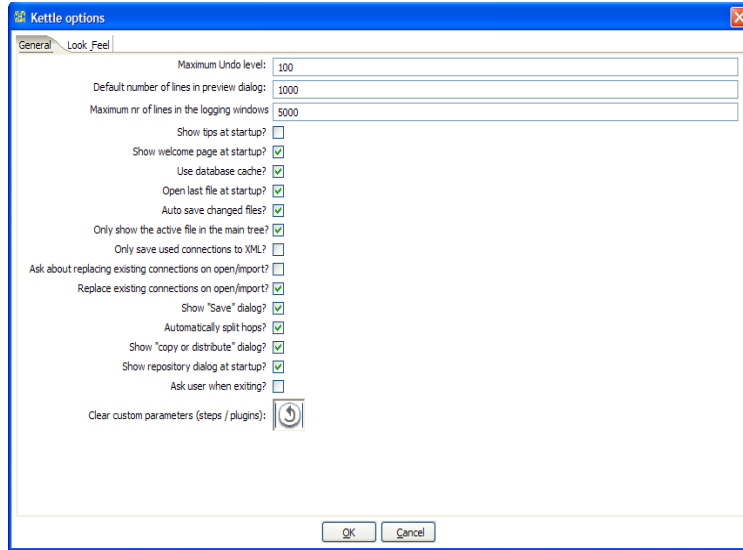 Kettle options
General Look Feel
Maximum Undo level: 100
Default number of lines in preview dialog: 1000
Maximum nr of lines in the logging windows 5000
Show tips at startup?
Show welcome page at startup?
Use database cache?
Open last file at startup?
Auto save changed files?
Only show the active file in the main tree?
Only save used connections to XML?
Ask about replacing existing connections on open/import?
Replace existing connections on open/import?
Show "Save" dialog?
Automatically split hops?
Show "copy or distribute" dialog?
Show repository dialog at startup?
Ask user when exiting?
Clear custom parameters (steps / plugins):
OK Cancel